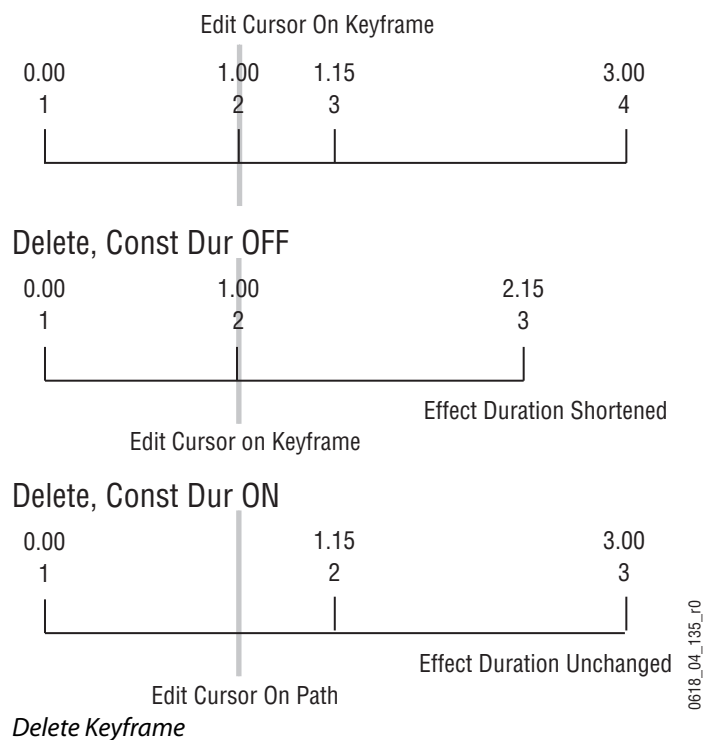 Edit Cursor On Keyframe
0.00 1.00 1.15 3.00
1 2 3 4
Delete, Const Dur OFF
0.00 1.00 2.15
1 2 3
Effect Duration Shortened
Edit Cursor on Keyframe
Delete, Const Dur ON
0.00 1.15 3.00
1 2 3
Effect Duration Unchanged
Edit Cursor On Path
0618_04_135_r0
Delete Keyframe